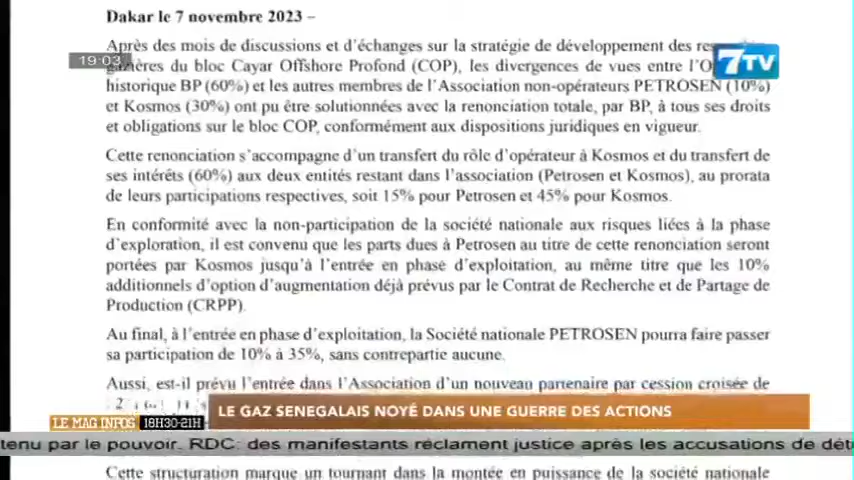 Dakar le 7 novembre 2023 –
Après des mois de discussions et d'échanges sur la stratégie de développement des
19:03
7TV
gazières du bloc Cayar Offshore Profond (COP), les divergences de vues entre
historique BP (60%) et les autres membres de l'Association non-opérateurs PETROSEN (10%)
et Kosmos (30%) ont pu être solutionnées avec la renonciation totale, par BP, à tous ses droits
et obligations sur le bloc COP, conformément aux dispositions juridiques en vigueur.
Cette renonciation s'accompagne d'un transfert du rôle d'opérateur à Kosmos et du transfert de
ses intérêts (60%) aux deux entités restant dans l'association (Petrosen et Kosmos), au prorata
de leurs participations respectives, soit 15% pour Petrosen et 45% pour Kosmos.
En conformité avec la non-participation de la société nationale aux risques liées à la phase
d'exploration, il est convenu que les parts dues à Petrosen au titre de cette renonciation seront
portées par Kosmos jusqu'à l'entrée en phase d'exploitation, au même titre que les 10%
additionnels d'option d'augmentation déjà prévus par le Contrat de Recherche et de Partage de
Production (CRPP).
Au final, à l'entrée en phase d'exploitation, la Société nationale PETROSEN pourra faire passer
sa participation de 10% à 35%, sans contrepartie aucune.
Aussi, est-il prévu l'entrée dans l'Association d'un nouveau partenaire par cession croisée de
LE GAZ SENEGALAIS NOYÉ DANS UNE GUERRE DES ACTIONS
LE MAG INFOS 18H30-21H
tenu par le pouvoir. RDC: des manifestants réclament justice après les accusations de dét
Cette structuration marque un tournant dans la montée en puissance de la société nationale